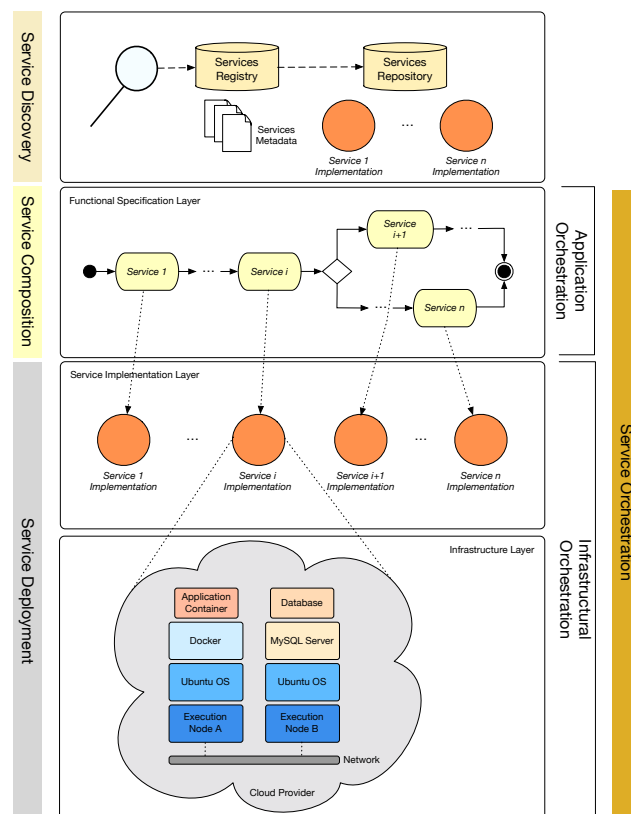 Service Discovery
Services
Registry
Services
Repository
Services
Metadata
...
Service 1
Implementation
Service n
Implementation
Service Composition
Functional Specification Layer
Service 1
...
Service i
Service
i+1
...
...
Service n
Application
Orchestration
Service Deployment
Service Implementation Layer
...
...
Service 1
Implementation
Service i
Implementation
Service i+1
Implementation
Service n
Implementation
Infrastructure Layer
Application
Container
Database
Docker
MySQL Server
Ubuntu OS
Ubuntu OS
Execution
Node A
Execution
Node B
Network
Cloud Provider
Infrastructural
Orchestration
Service Orchestration